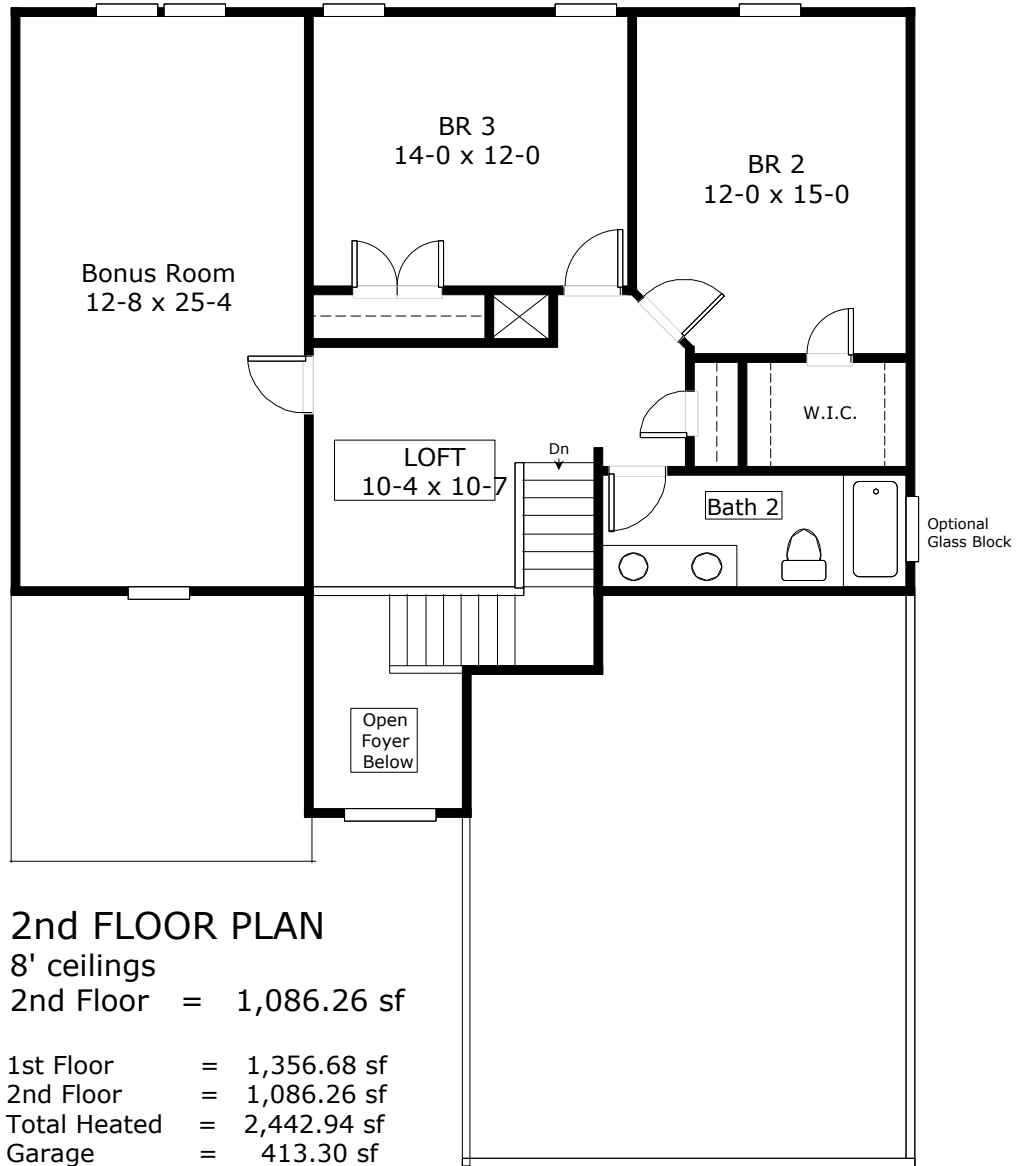 BR 3
14-0 x 12-0
BR 2
12-0 x 15-0
Bonus Room
12-8 x 25-4
W.I.C.
LOFT
10-4 x 10-7
Dn
Bath 2
Optional
Glass Block
Open
Foyer
Below
2nd FLOOR PLAN
8' ceilings
2nd Floor = 1,086.26 sf
1st Floor = 1,356.68 sf
2nd Floor = 1,086.26 sf
Total Heated = 2,442.94 sf
Garage = 413.30 sf